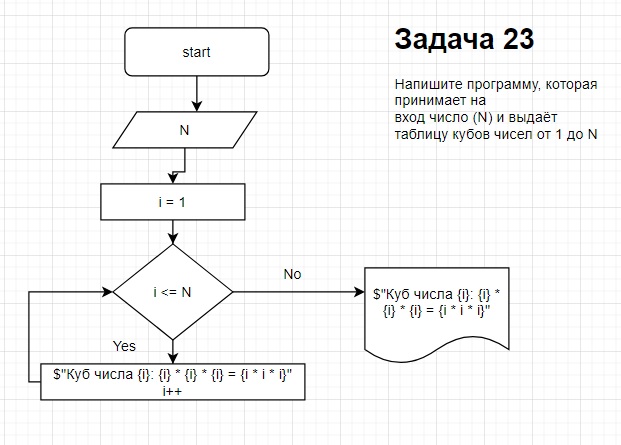 start
Задача 23
Напишите программу, которая
принимает на
вход число (N) и выдаёт
таблицу кубов чисел от 1 до N
N
i = 1
i <= N
No
$"Куб числа {i}: {i} *
{i} * {i} = {i * i * i}"
Yes
$"Куб числа {i}: {i} * {i} * {i} = {i * i * i}"
i++